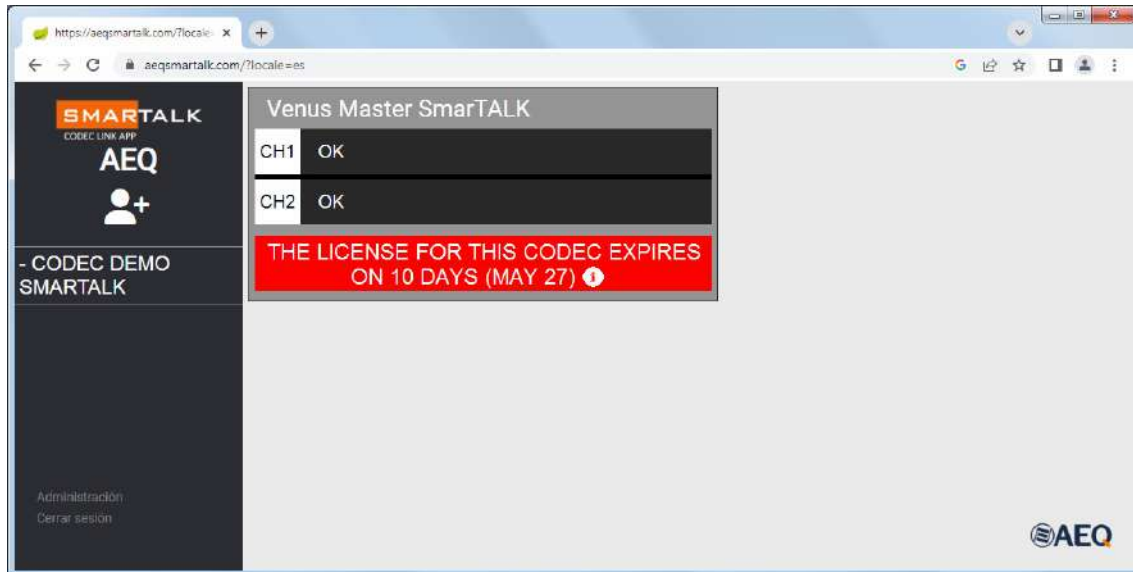 https://aeqsmartalk.com/?locale
aeqsmartalk.com/?locale=es
SMARTALK
CODEC LINK APP
AEQ
- CODEC DEMO
SMARTALK
Administración
Cerrar sesión
Venus Master SmarTALK
CH1 OK
CH2 OK
THE LICENSE FOR THIS CODEC EXPIRES
ON 10 DAYS (MAY 27)
AEQ